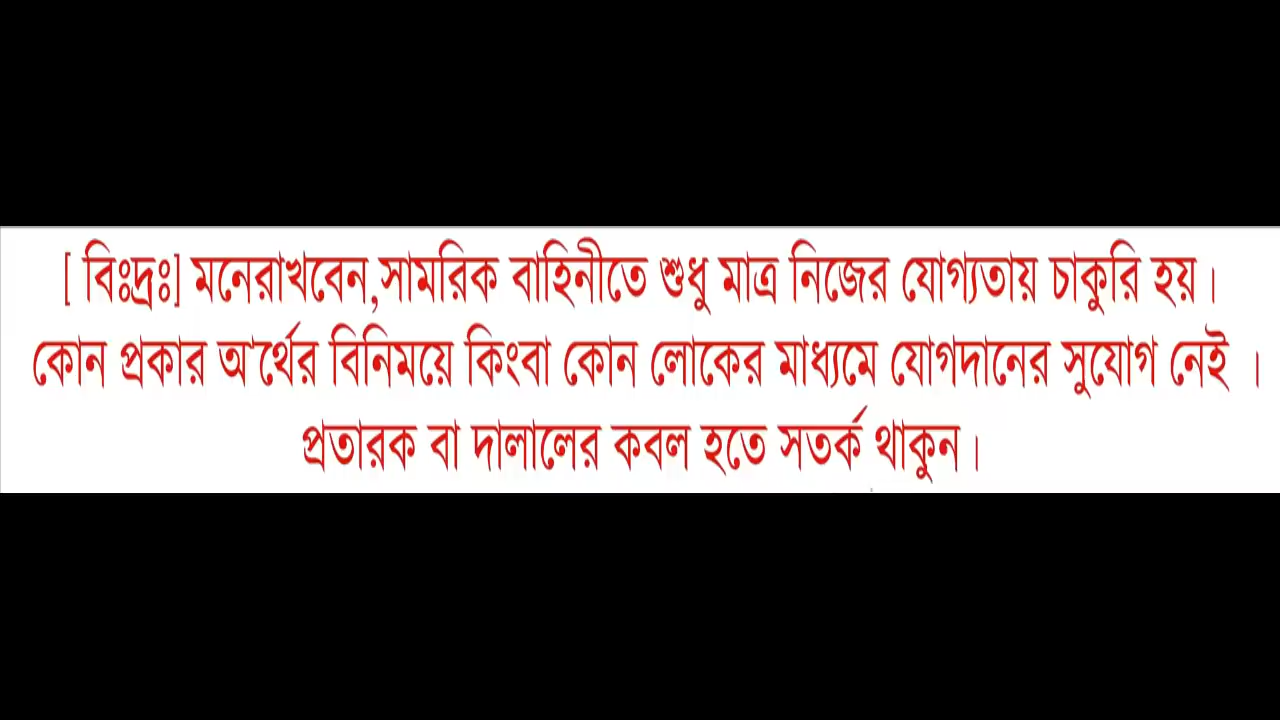 [ বিঃদ্রঃ] মনেরাখবেন,সামরিক বাহিনীতে শুধু মাত্র নিজের যোগ্যতায় চাকুরি হয়।
কোন প্রকার অর্থের বিনিময়ে কিংবা কোন লোকের মাধ্যমে যোগদানের সুযোগ নেই ।
প্রতারক বা দালালের কবল হতে সতর্ক থাকুন।